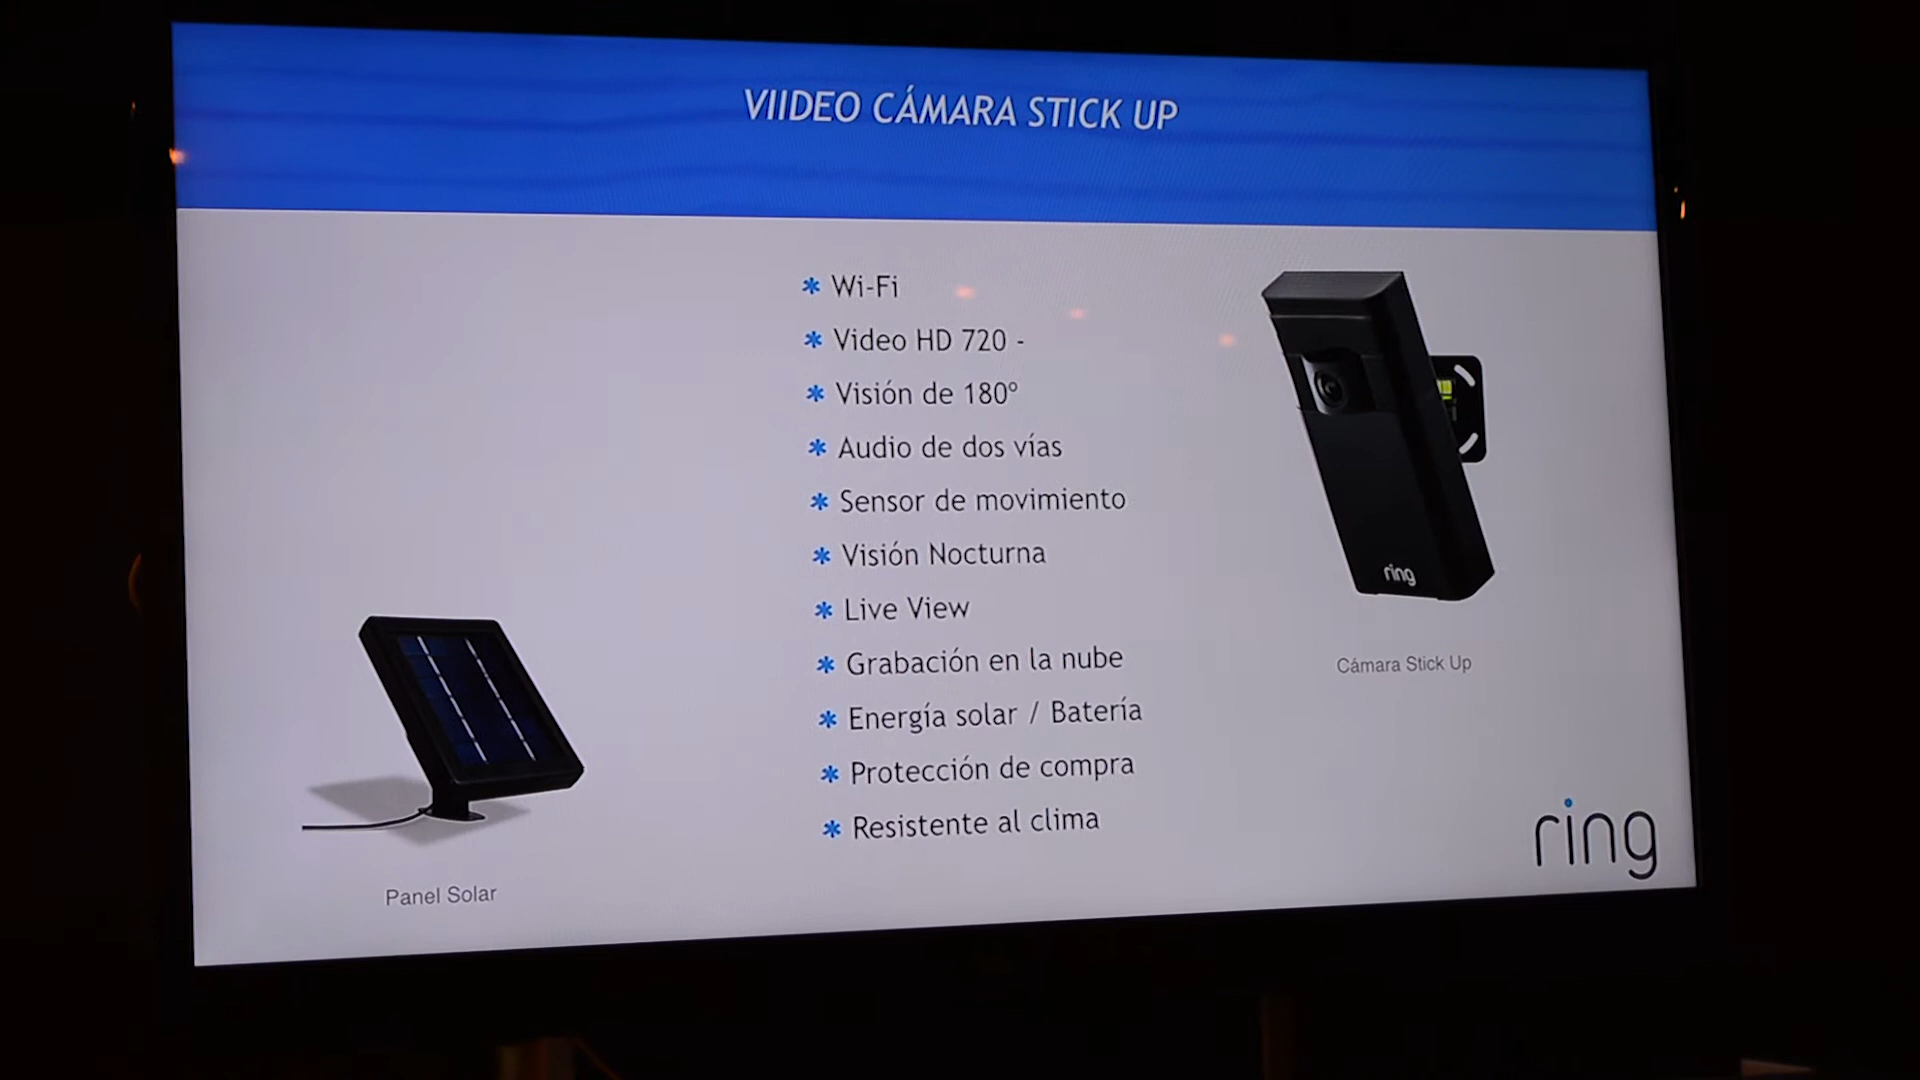 VIIDEO CÁMARA STICK UP
* Wi-Fi
* Video HD 720 -
* Visión de 180º
* Audio de dos vías
* Sensor de movimiento
* Visión Nocturna
* Live View
* Grabación en la nube
* Energía solar / Batería
* Protección de compra
* Resistente al clima
ring
Cámara Stick Up
Panel Solar
ring